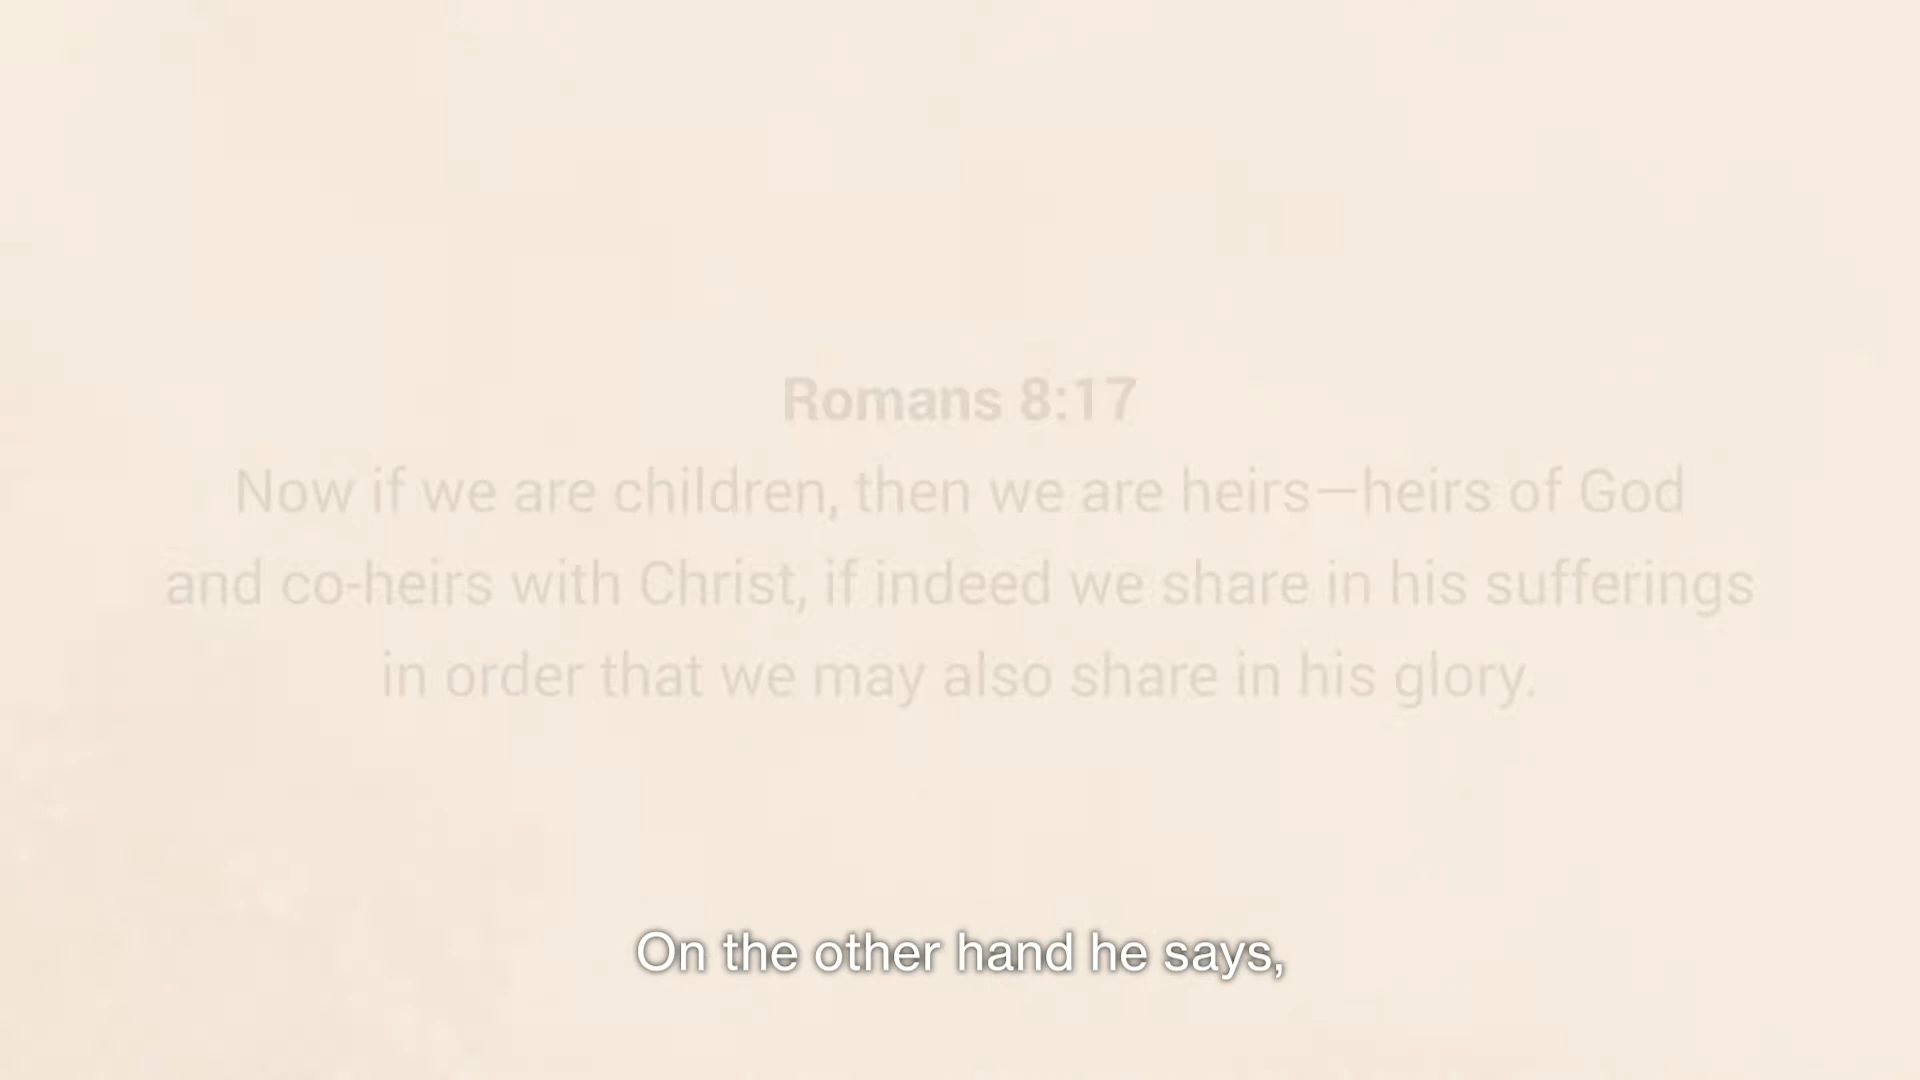 Romans 8:17
Now if we are children, then we are heirs—heirs of God
and co-heirs with Christ, if indeed we share in his sufferings
in order that we may also share in his glory.
On the other hand he says,